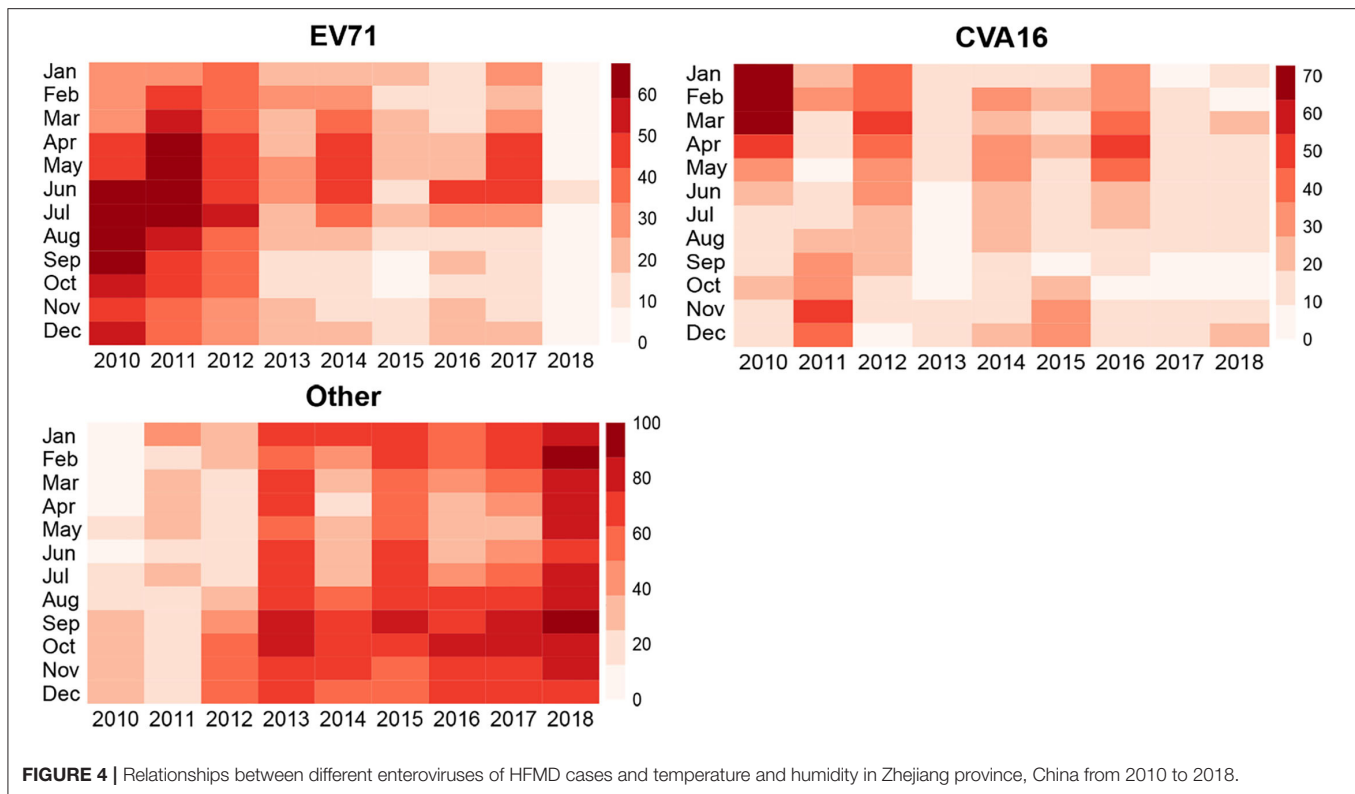 EV71
Jan
Feb
Mar
Apr
May
Jun
Jul
Aug
Sep
Oct
Nov
Dec
2010 2011 2012 2013 2014 2015 2016 2017 2018
60
50
40
30
20
10
0
CVA16
Jan
Feb
Mar
Apr
May
Jun
Jul
Aug
Sep
Oct
Nov
Dec
2010 2011 2012 2013 2014 2015 2016 2017 2018
70
60
50
40
30
20
10
0
Other
Jan
Feb
Mar
Apr
May
Jun
Jul
Aug
Sep
Oct
Nov
Dec
2010 2011 2012 2013 2014 2015 2016 2017 2018
100
80
60
40
20
0
FIGURE 4 | Relationships between different enteroviruses of HFMD cases and temperature and humidity in Zhejiang province, China from 2010 to 2018.